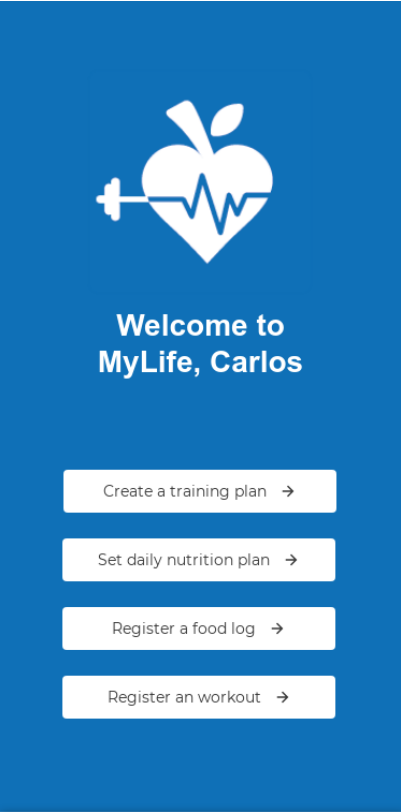 Welcome to
MyLife, Carlos
Create a training plan →
Set daily nutrition plan →
Register a food log →
Register an workout →